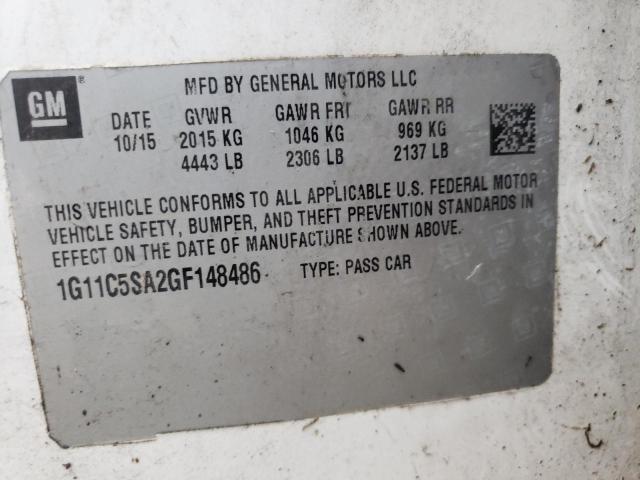 GM
MFD BY GENERAL MOTORS LLC
DATE GVWR GAWR FRT GAWR RR
10/15 2015 KG 1046 KG 969 KG
4443 LB 2306 LB 2137 LB
THIS VEHICLE CONFORMS TO ALL APPLICABLE U.S. FEDERAL MOTOR
VEHICLE SAFETY, BUMPER, AND THEFT PREVENTION STANDARDS IN
EFFECT ON THE DATE OF MANUFACTURE SHOWN ABOVE.
1G11C5SA2GF148486 TYPE: PASS CAR